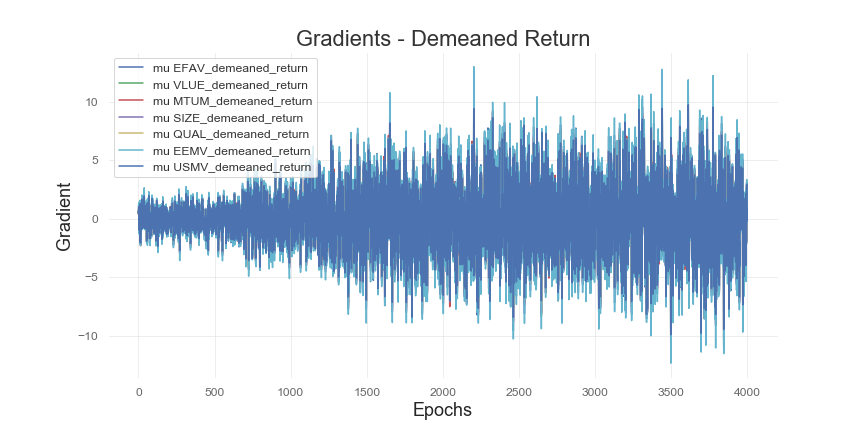 Gradients - Demeaned Return
mu EFAV_demeaned_return
mu VLUE_demeaned_return
mu MTUM_demeaned_return
mu SIZE_demeaned_return
mu QUAL_demeaned_return
mu EEMV_demeaned_return
mu USMV_demeaned_return
Gradient
10
5
0
−5
−10
0 500 1000 1500 2000 2500 3000 3500 4000
Epochs